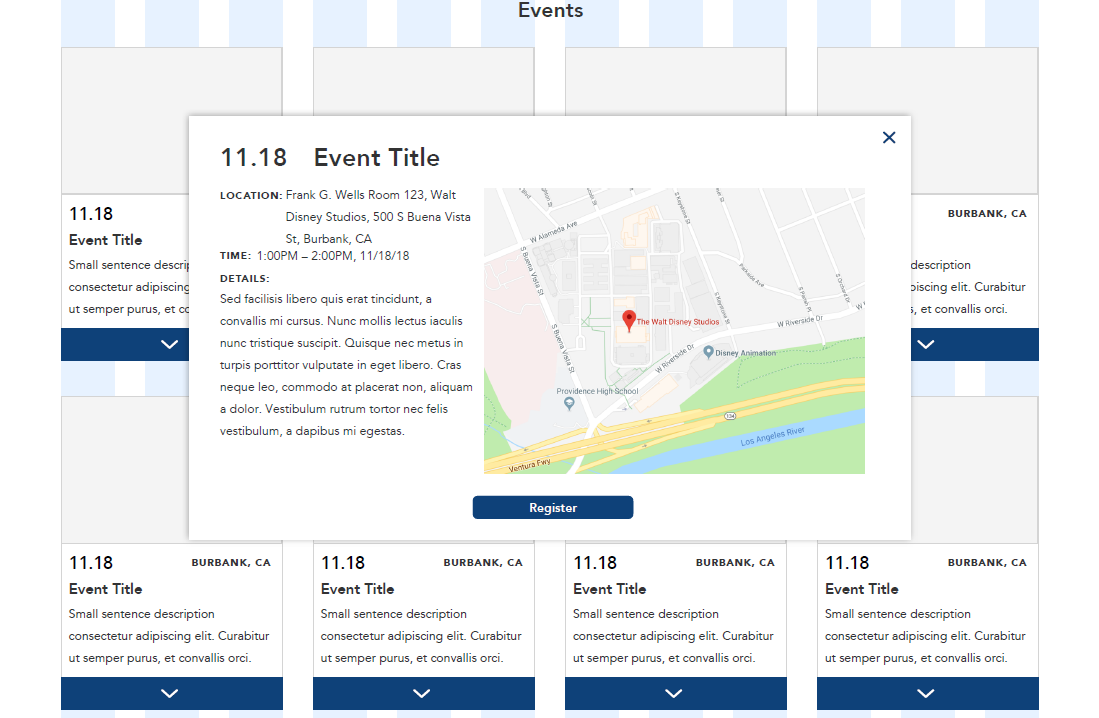 Events
11.18 Event Title
LOCATION: Frank G. Wells Room 123, Walt
Disney Studios, 500 S Buena Vista
St, Burbank, CA
TIME: 1:00PM – 2:00PM, 11/18/18
DETAILS:
Sed facilisis libero quis erat tincidunt, a
convallis mi cursus. Nunc mollis lectus iaculis
nunc tristique suscipit. Quisque nec metus in
turpis porttitor vulputate in eget libero. Cras
neque leo, commodo at placerat non, aliquam
a dolor. Vestibulum rutrum tortor nec felis
vestibulum, a dapibus mi egestas.
W Alameda Ave
S Buena Vista St
S Buena Vista St
S Keystone St
S Keystone St
Parkside Ave
S Parish Pl
S Orchard Dr
W Riverside Dr
W Riverside Dr
The Walt Disney Studios
Disney Animation
Providence High School
134
Los Angeles River
Ventura Fwy
Register
11.18
Event Title
Small sentence descri
consectetur adipiscing
ut semper purus, et co
BURBANK, CA
description
piscing elit. Curabitur
s, et convallis orci.
11.18 BURBANK, CA
Event Title
Small sentence description
consectetur adipiscing elit. Curabitur
ut semper purus, et convallis orci.
11.18 BURBANK, CA
Event Title
Small sentence description
consectetur adipiscing elit. Curabitur
ut semper purus, et convallis orci.
11.18 BURBANK, CA
Event Title
Small sentence description
consectetur adipiscing elit. Curabitur
ut semper purus, et convallis orci.
11.18 BURBANK, CA
Event Title
Small sentence description
consectetur adipiscing elit. Curabitur
ut semper purus, et convallis orci.